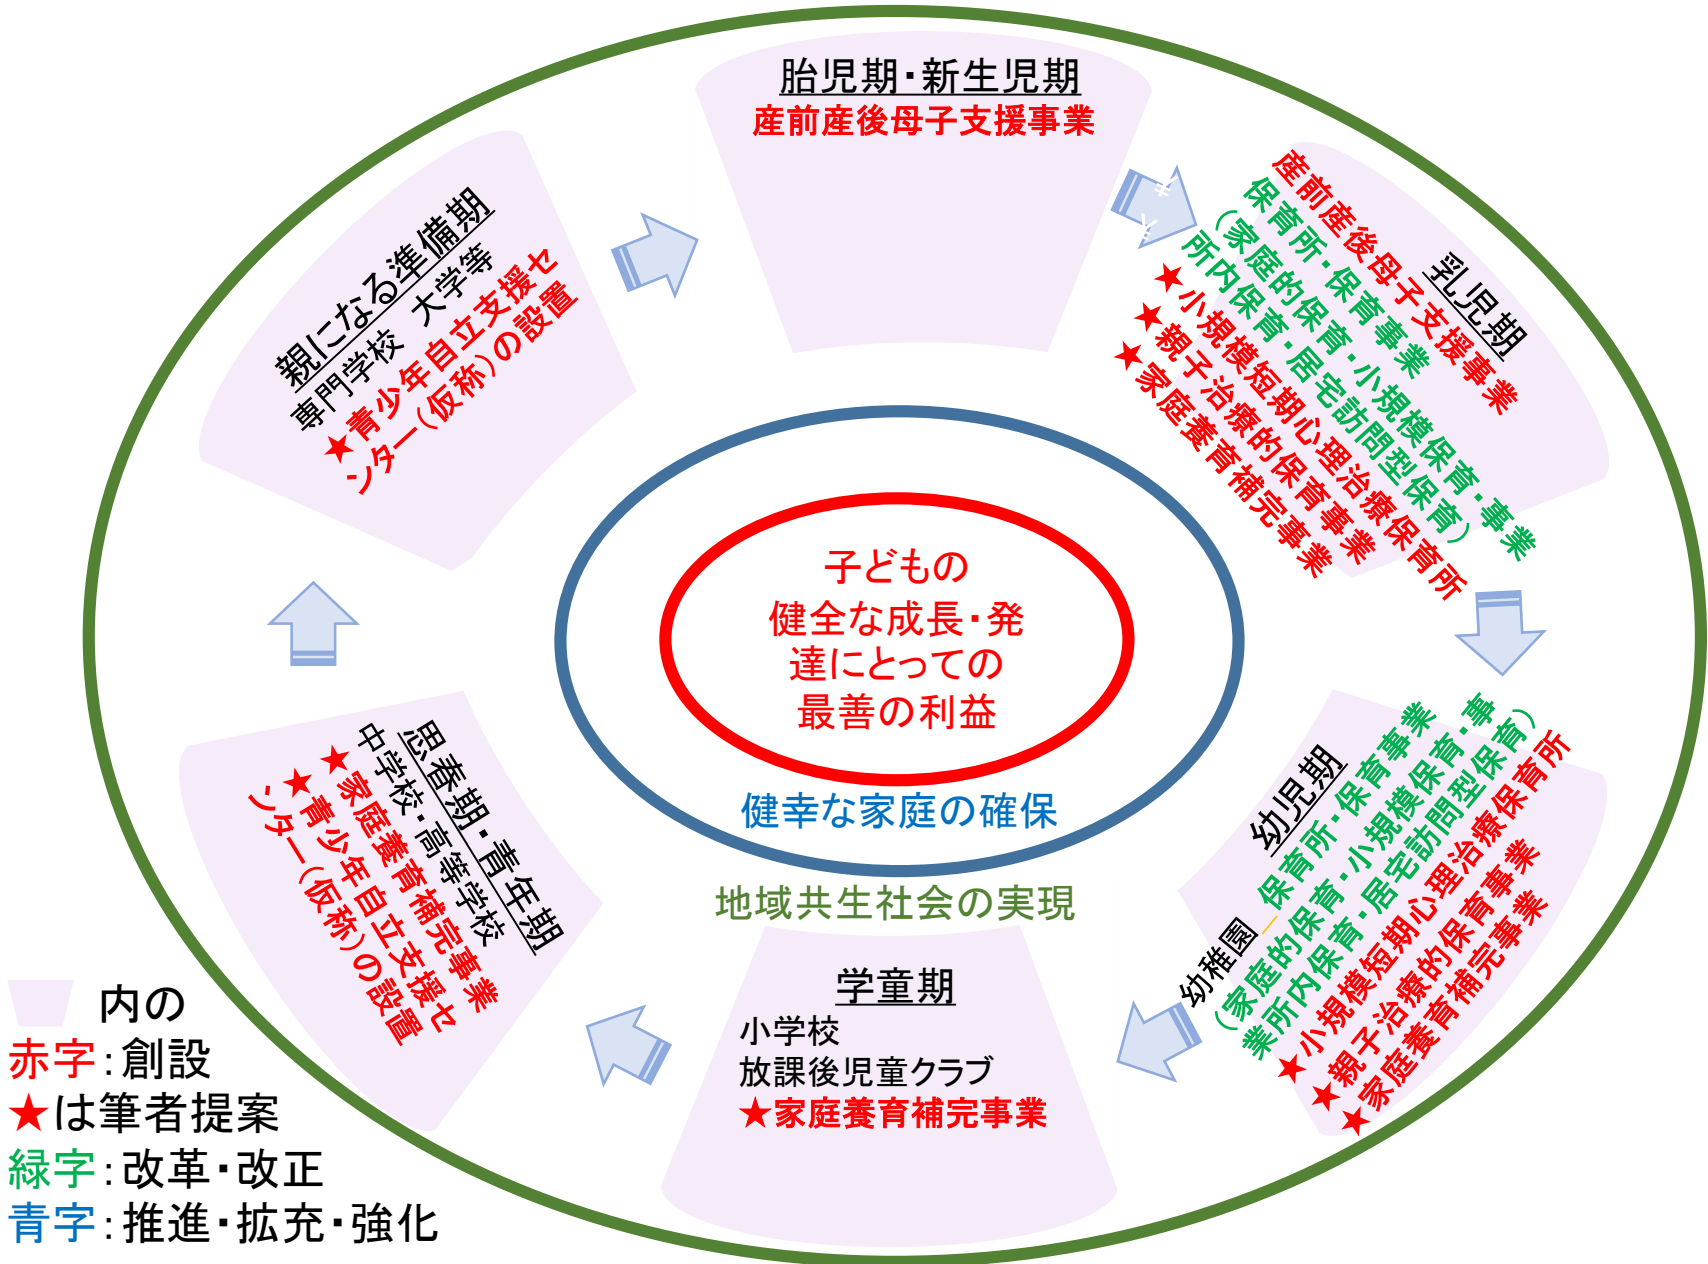 胎児期・新生児期
産前産後母子支援事業
乳児期
産前産後母子支援事業
保育所・保育事業
(家庭的保育・小規模保育・事業
所内保育・居宅訪問型保育)
★小規模短期心理治療保育所
★親子治療的保育事業
★家庭養育補完事業
幼児期
幼稚園 保育所・保育事業
(家庭的保育・小規模保育・事
業所内保育・居宅訪問型保育)
★小規模短期心理治療保育所
★親子治療的保育事業
★家庭養育補完事業
学童期
小学校
放課後児童クラブ
★家庭養育補完事業
思春期・青年期
中学校・高等学校
★家庭養育補完事業
★青少年自立支援セ
ンター(仮称)の設置
親になる準備期
専門学校 大学等
★青少年自立支援セ
ンター(仮称)の設置
子どもの
健全な成長・発
達にとっての
最善の利益
健幸な家庭の確保
地域共生社会の実現
内の
赤字:創設
★は筆者提案
緑字:改革・改正
青字:推進・拡充・強化